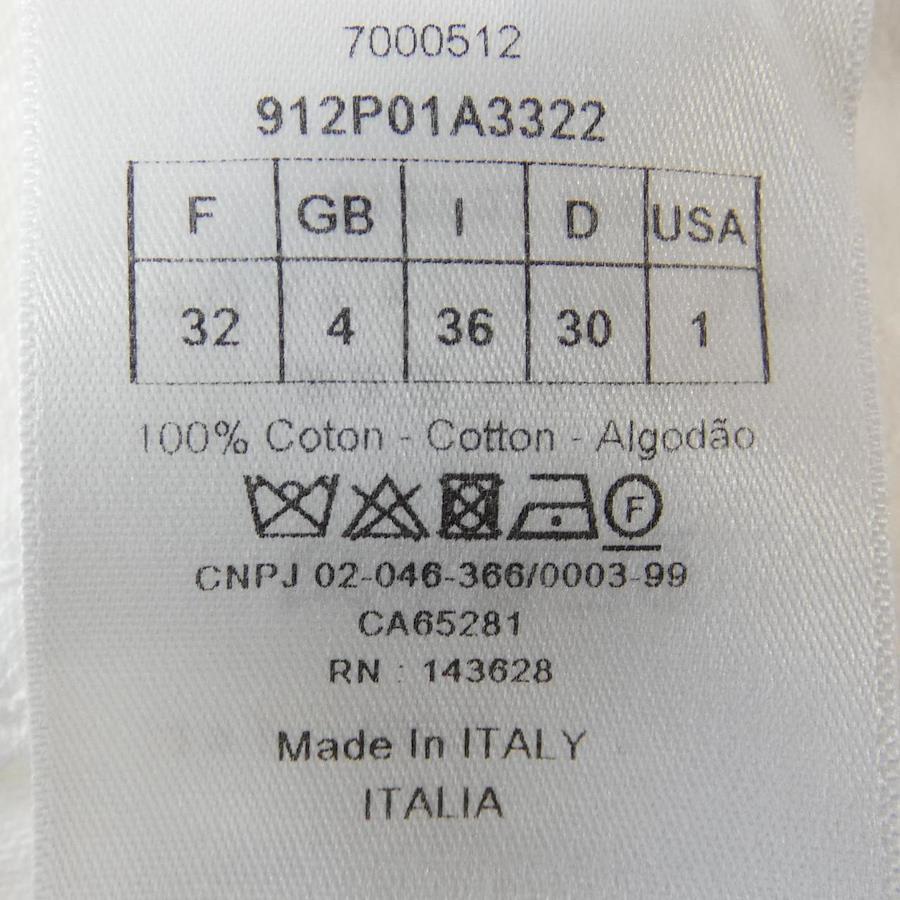 7000512
912P01A3322
F GB I D USA
32 4 36 30 1
100% Coton - Cotton - Algodão
F
CNPJ 02-046-366/0003-99
CA65281
RN : 143628
Made In ITALY
ITALIA